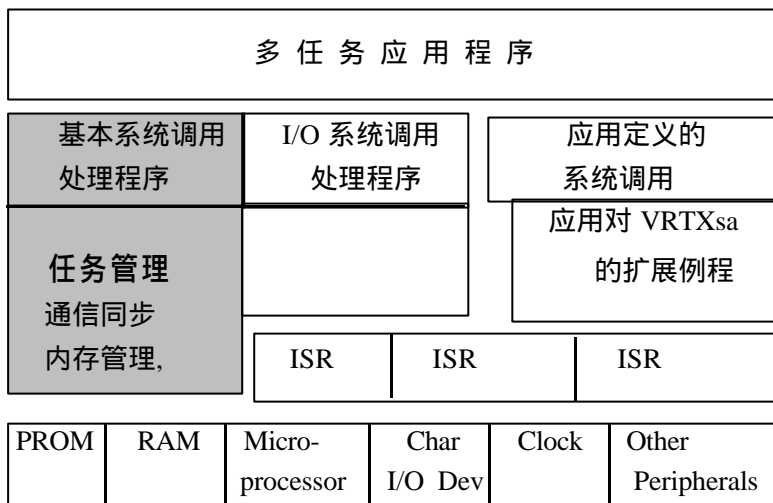 多任务应用程序
基本系统调用
处理程序
I/O 系统调用
处理程序
应用定义的
系统调用
应用对 VRTXsa
的扩展例程
任务管理
通信同步
内存管理,
ISR
ISR
ISR
PROM
RAM
Micro-
processor
Char
I/O Dev
Clock
Other
Peripherals